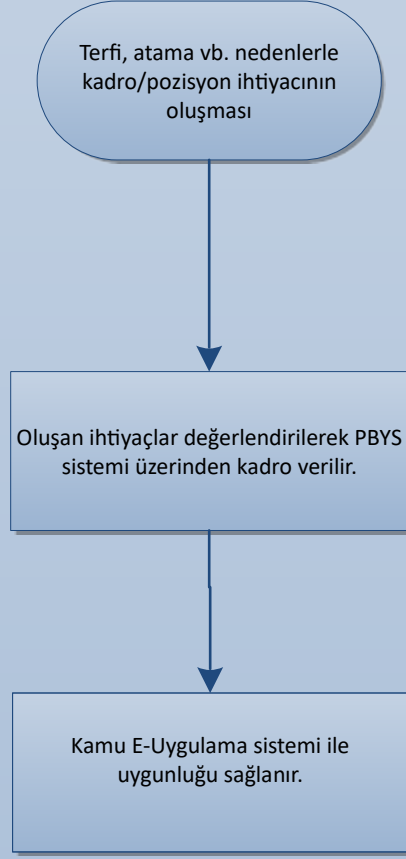 Terfi, atama vb. nedenlerle
kadro/pozisyon ihtiyacının
oluşması
Oluşan ihtiyaçlar değerlendirilerek PBYS
sistemi üzerinden kadro verilir.
Kamu E-Uygulama sistemi ile
uygunluğu sağlanır.